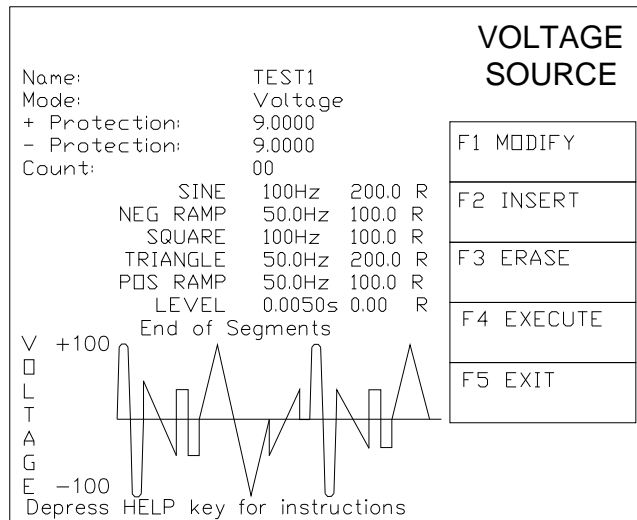 VOLTAGE
SOURCE
Name: TEST1
Mode: Voltage
+ Protection: 9.0000
- Protection: 9.0000
Count: 00
SINE 100Hz 200.0 R
NEG RAMP 50.0Hz 100.0 R
SQUARE 100Hz 100.0 R
TRIANGLE 50.0Hz 200.0 R
POS RAMP 50.0Hz 100.0 R
LEVEL 0.0050s 0.00 R
End of Segments
VOLTAGE
+100
-100
Depress HELP key for instructions
F1 MODIFY
F2 INSERT
F3 ERASE
F4 EXECUTE
F5 EXIT